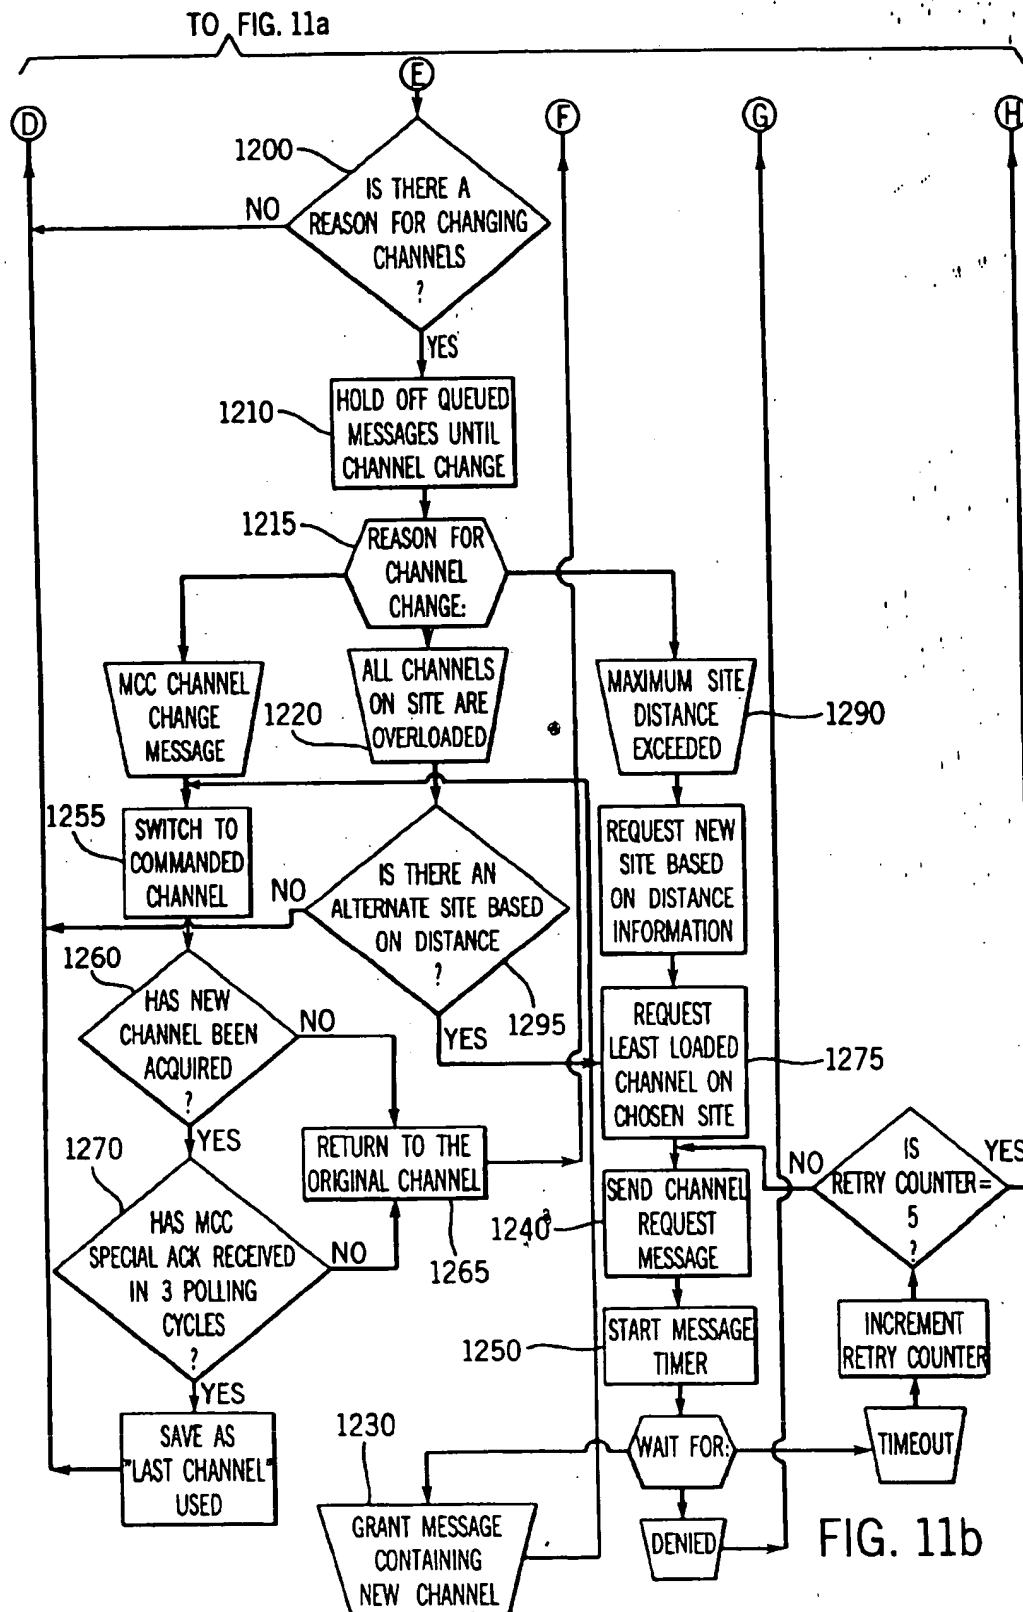 TO FIG. 11a
E
D
F
G
H
1200
IS THERE A
REASON FOR CHANGING
CHANNELS
?
NO
YES
1210
HOLD OFF QUEUED
MESSAGES UNTIL
CHANNEL CHANGE
1215
REASON FOR
CHANNEL
CHANGE:
MCC CHANNEL
CHANGE
MESSAGE
1220
ALL CHANNELS
ON SITE ARE
OVERLOADED
MAXIMUM SITE
DISTANCE
EXCEEDED
1290
1255
SWITCH TO
COMMANDED
CHANNEL
NO
IS THERE AN
ALTERNATE SITE BASED
ON DISTANCE
?
1295
YES
REQUEST NEW
SITE BASED
ON DISTANCE
INFORMATION
1260
HAS NEW
CHANNEL BEEN
ACQUIRED
?
NO
YES
REQUEST
LEAST LOADED
CHANNEL ON
CHOSEN SITE
1275
1270
HAS MCC
SPECIAL ACK RECEIVED
IN 3 POLLING
CYCLES
?
NO
YES
RETURN TO THE
ORIGINAL CHANNEL
1265
SEND CHANNEL
REQUEST
MESSAGE
1240
NO
IS
RETRY COUNTER=
5
?
YES
START MESSAGE
TIMER
1250
INCREMENT
RETRY COUNTER
SAVE AS
"LAST CHANNEL"
USED
1230
WAIT FOR:
TIMEOUT
GRANT MESSAGE
CONTAINING
NEW CHANNEL
DENIED
FIG. 11b